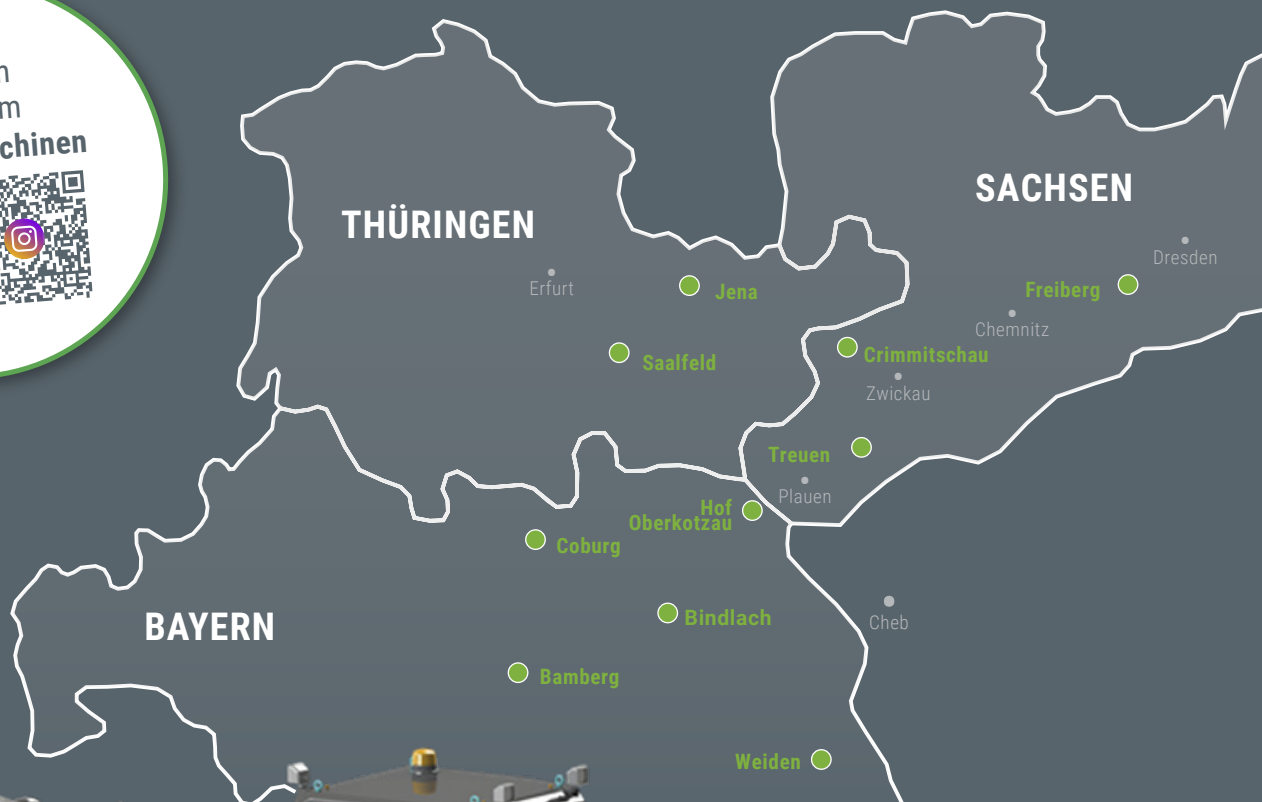 chinen
THÜRINGEN
SACHSEN
Dresden
Erfurt
Jena
Freiberg
Chemnitz
Saalfeld
Crimmitschau
Zwickau
Treuen
Plauen
Hof
Oberkotzau
Coburg
Bindlach
Cheb
BAYERN
Bamberg
Weiden